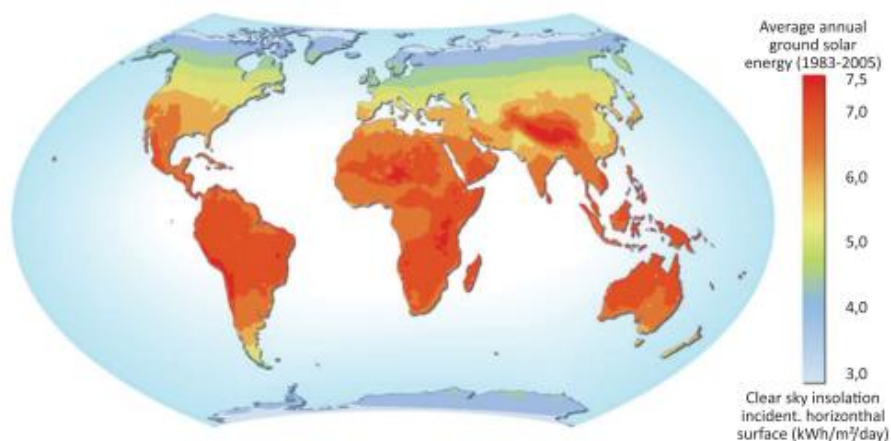 Average annual
ground solar
energy (1983-2005)
7,5
7,0
6,0
5,0
4,0
3,0
Clear sky insolation
incident. horizonthal
surface (kWh/m²/day)